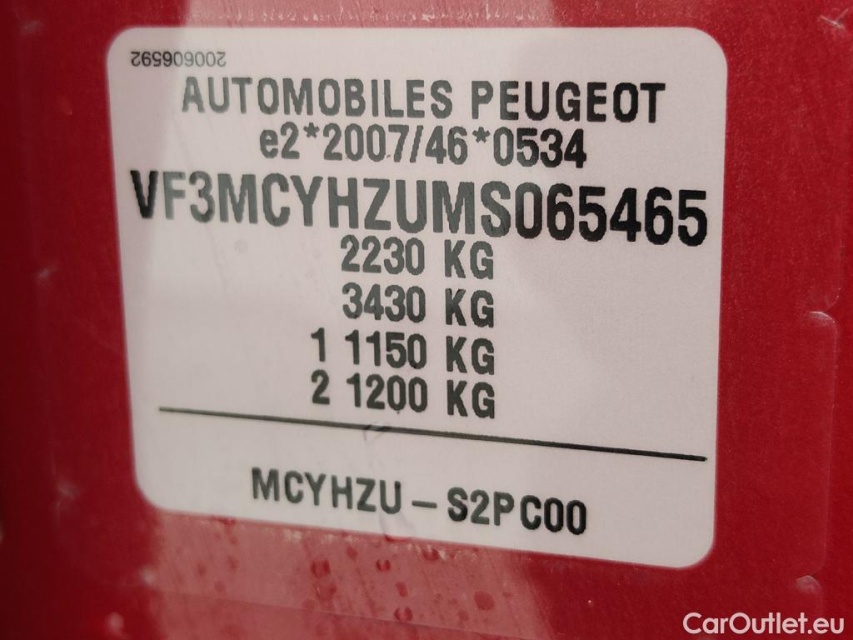 200606592
AUTOMOBILES PEUGEOT
e2*2007/46*0534
VF3MCYHZUMS065465
2230 KG
3430 KG
1 1150 KG
2 1200 KG
MCYHZU - S2PC00
CarOutlet.eu